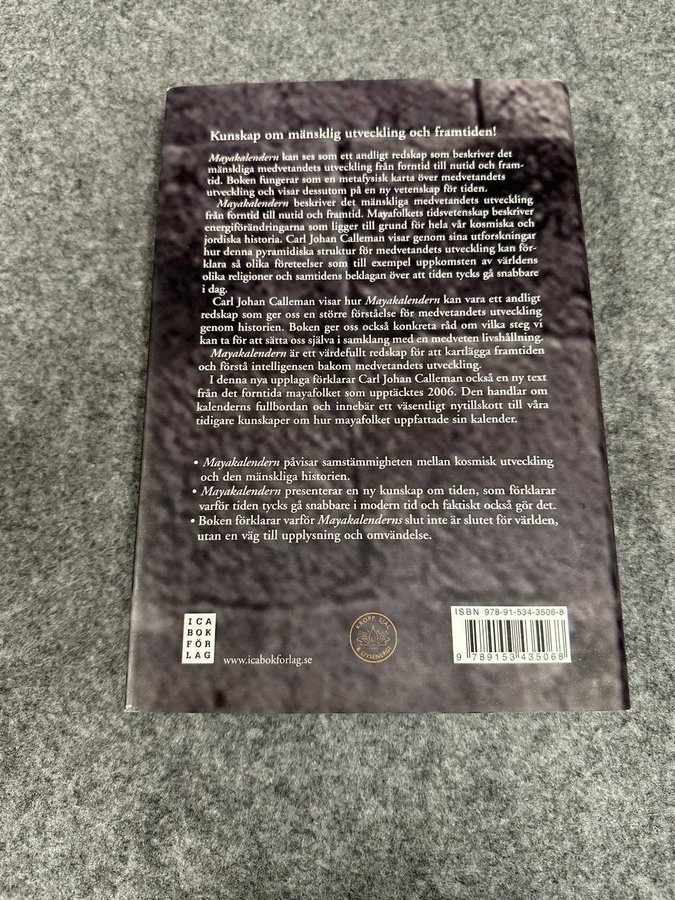 Kunskap om mänsklig utveckling och framtiden!
Mayakalendern kan ses som ett andligt redskap som beskriver det
mänskliga medvetandets utveckling från forntid till nutid och fram-
tid. Boken fungerar som en metafysisk karta över medvetandets
utveckling och visar dessutom på en ny vetenskap för tiden.
Mayakalendern beskriver det mänskliga medvetandets utveckling
från forntid till nutid och framtid. Mayafolkets tidsvetenskap beskriver
energiförändringarna som ligger till grund för hela vår kosmiska och
jordiska historia. Carl Johan Calleman visar genom sina utforskningar
hur denna pyramidiska struktur för medvetandets utveckling kan för-
klara så olika företeelser som till exempel uppkomsten av världens
olika religioner och samtidens beklagan över att tiden tycks gå snabbare
i dag.
Carl Johan Calleman visar hur Mayakalendern kan vara ett andligt
redskap som ger oss en större förståelse för medvetandets utveckling
genom historien. Boken ger oss också konkreta råd om vilka steg vi
kan ta för att sätta oss själva i samklang med en medveten livshållning.
Mayakalendern är ett värdefullt redskap för att kartlägga framtiden
och förstå intelligensen bakom medvetandets utveckling.
I denna nya upplaga förklarar Carl Johan Calleman också en ny text
från det forntida mayafolket som upptäcktes 2006. Den handlar om
kalenderns fullbordan och innebär ett väsentligt nytillskott till våra
tidigare kunskaper om hur mayafolket uppfattade sin kalender.
• Mayakalendern påvisar samstämmigheten mellan kosmisk utveckling
och den mänskliga historien.
• Mayakalendern presenterar en ny kunskap om tiden, som förklarar
varför tiden tycks gå snabbare i modern tid och faktiskt också gör det.
• Boken förklarar varför Mayakalenderns slut inte är slutet för världen,
utan en väg till upplysning och omvändelse.
ICA
BOK
FÖR
LAG
www.icabokforlag.se
KROPP, SJÄL
& LIVSENERGI
ISBN 978-91-534-3506-8
9 789153 435068